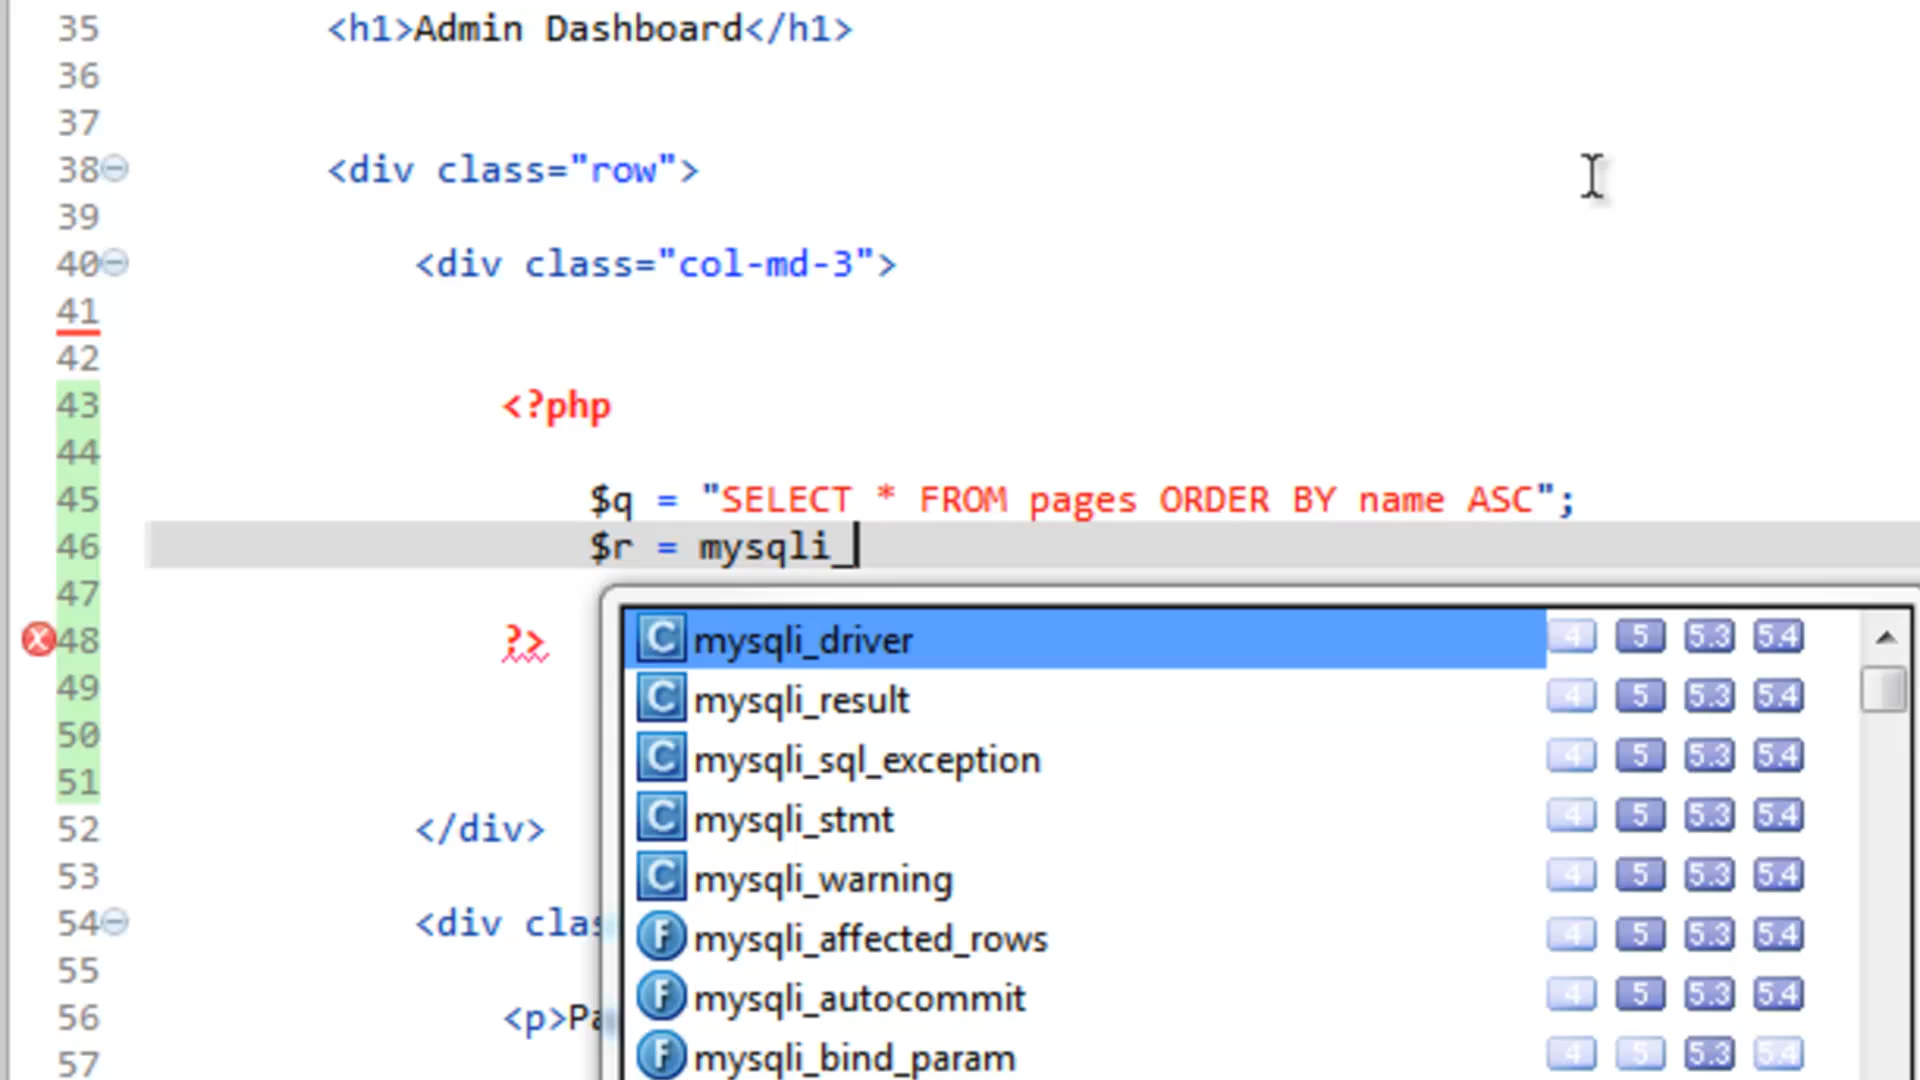 35 <h1>Admin Dashboard</h1>
36
37
38 <div class="row">
39
40 <div class="col-md-3">
41
42
43 <?php
44
45 $q = "SELECT * FROM pages ORDER BY name ASC";
46 $r = mysqli_
47
48 ?>
49
50
51
52 </div>
53
54 <div clas
55
56 <p>Pa
57
mysqli_driver 4 5 5.3 5.4
mysqli_result 4 5 5.3 5.4
mysqli_sql_exception 4 5 5.3 5.4
mysqli_stmt 4 5 5.3 5.4
mysqli_warning 4 5 5.3 5.4
mysqli_affected_rows 4 5 5.3 5.4
mysqli_autocommit 4 5 5.3 5.4
mysqli_bind_param 4 5 5.3 5.4